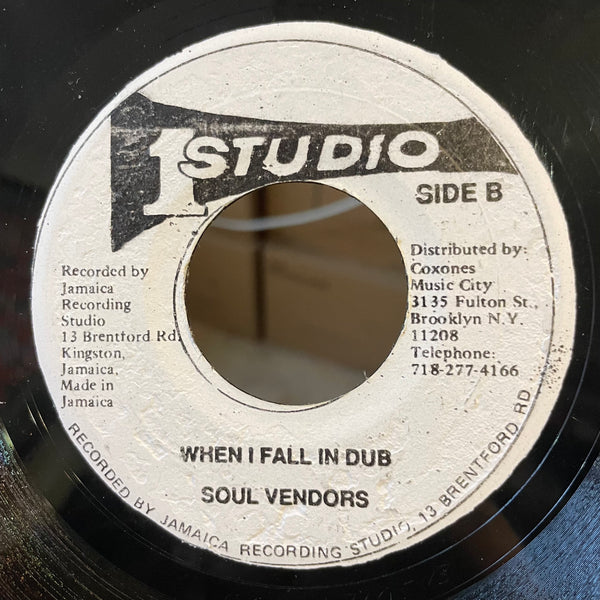 1 STUDIO
SIDE B
Recorded by
Jamaica
Recording
Studio
13 Brentford Rd.
Kingston,
Jamaica,
Made in
Jamaica
Distributed by:
Coxones
Music City
3135 Fulton St.,
Brooklyn N.Y.
11208
Telephone:
718-277-4166
WHEN I FALL IN DUB
SOUL VENDORS
RECORDED BY JAMAICA RECORDING STUDIO, 13 BRENTFORD RD